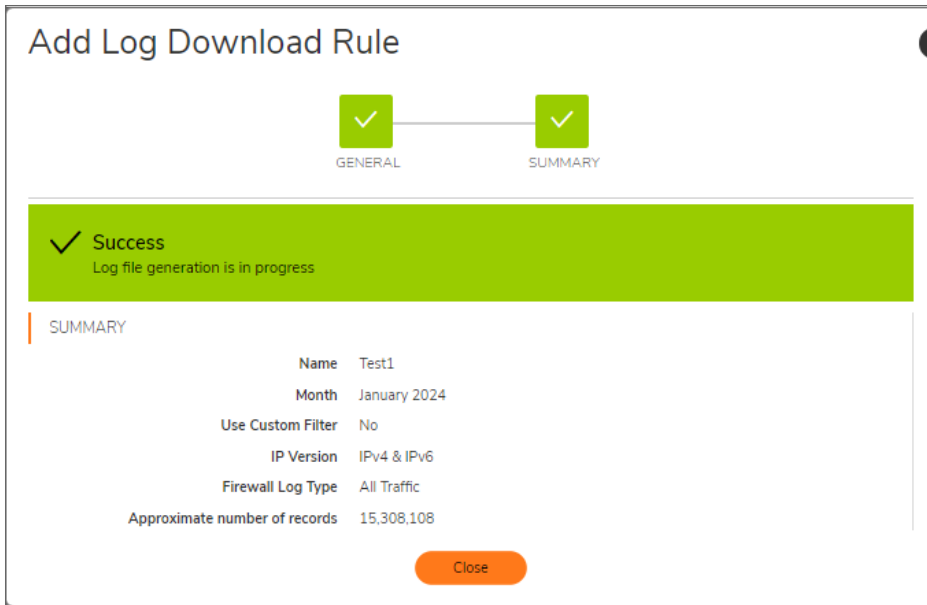 Add Log Download Rule
GENERAL
SUMMARY
Success
Log file generation is in progress
SUMMARY
Name Test1
Month January 2024
Use Custom Filter No
IP Version IPv4 & IPv6
Firewall Log Type All Traffic
Approximate number of records 15,308,108
Close